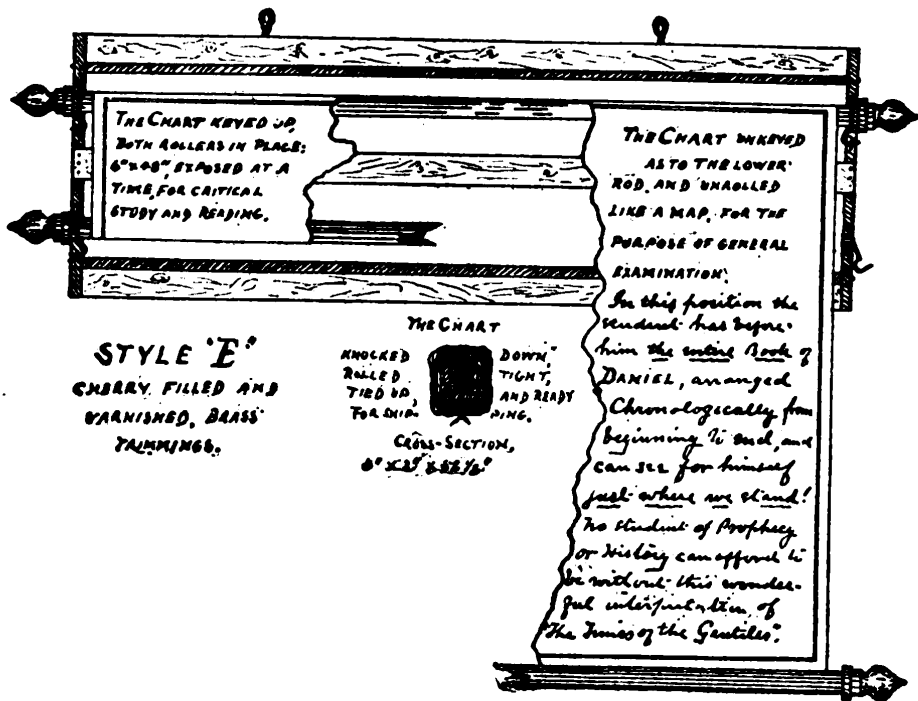 THE CHART KEYED UP,
BOTH ROLLERS IN PLACE:
EXPOSED AT A
TIME, FOR CRITICAL
STUDY AND READING.
THE CHART UNKEYED
AS TO THE LOWER
ROD, AND UNROLLED
LIKE A MAP, FOR THE
PURPOSE OF GENERAL
EXAMINATION:
In this position the
student has before
him the entire Book of
DANIEL, arranged
Chronologically from
beginning to end, and
can see for himself
just where we stand!
No student of Prophecy
or History can afford to
be without this wonder-
ful interpretation of
"The Times of the Gentiles".
STYLE "E"
CHERRY, FILLED AND
VARNISHED, BRASS
TRIMMINGS.
THE CHART
KNOCKED DOWN,
ROLLED TIGHT,
TIED UP, AND READY
FOR SHIP- PING.
CROSS-SECTION,